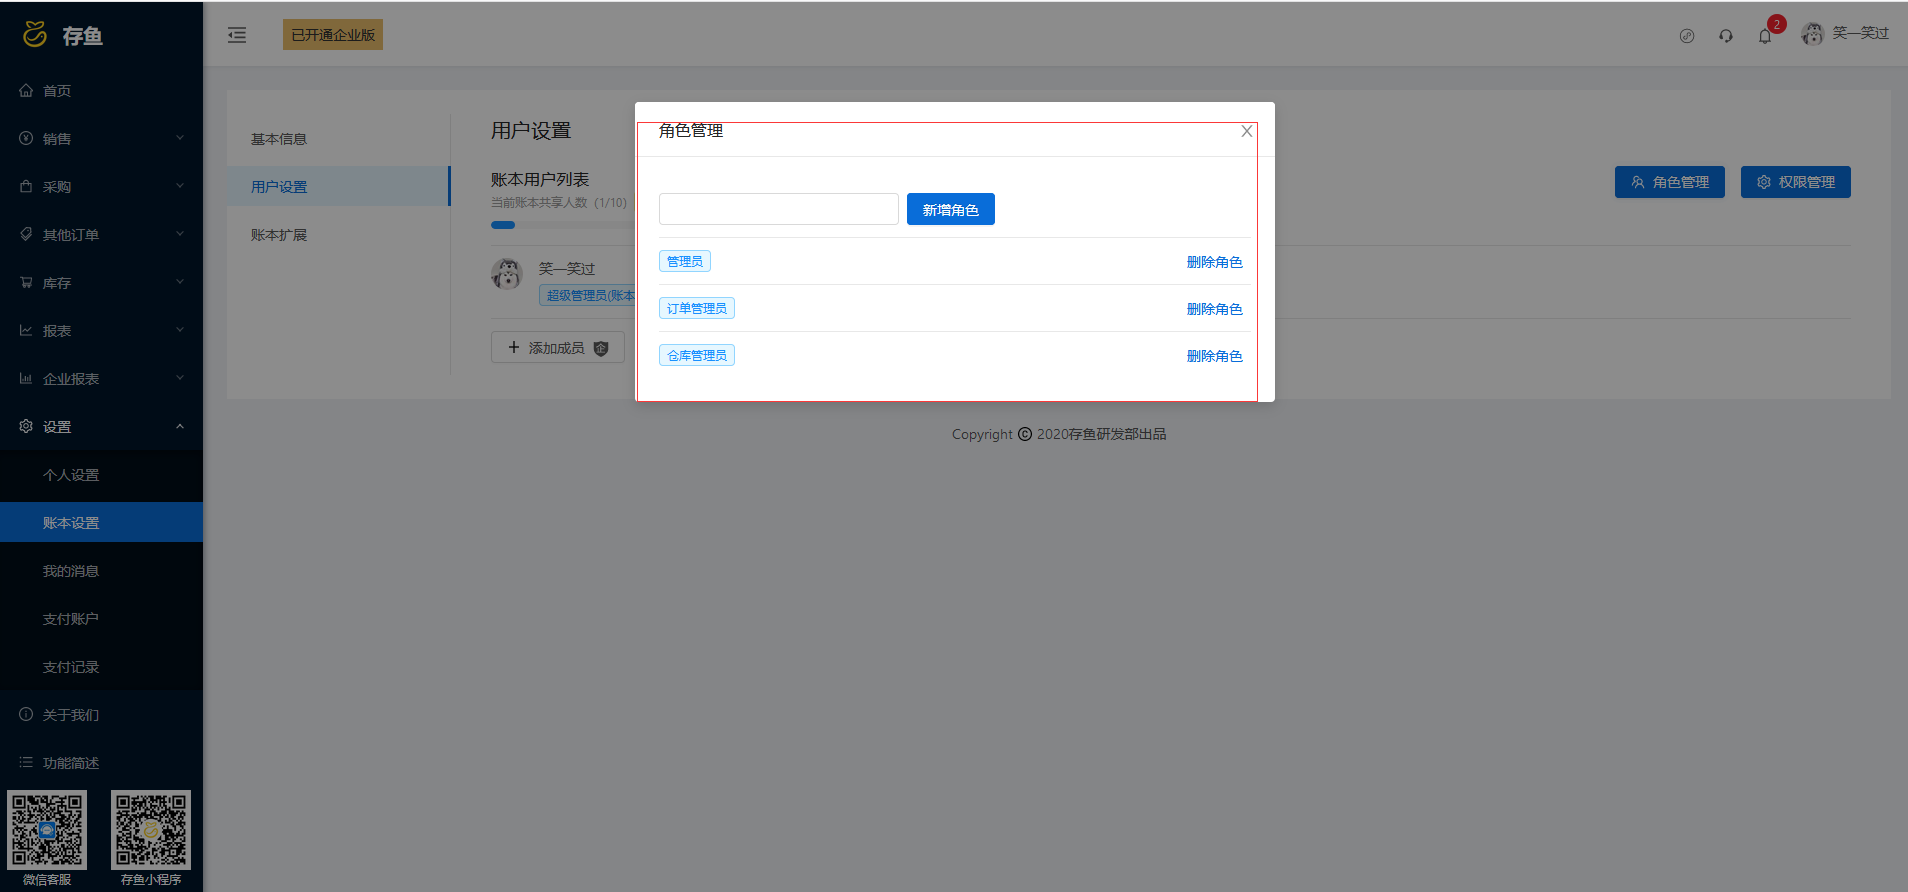 存鱼
已开通企业版
2
笑一笑过
首页
销售
采购
其他订单
库存
报表
企业报表
设置
个人设置
账本设置
我的消息
支付账户
支付记录
关于我们
功能简述
微信客服
存鱼小程序
基本信息
用户设置
账本扩展
用户设置
账本用户列表
当前账本共享人数（1/10）
角色管理
权限管理
笑一笑过
超级管理员(账本
添加成员
企
角色管理
新增角色
管理员
删除角色
订单管理员
删除角色
仓库管理员
删除角色
Copyright © 2020存鱼研发部出品